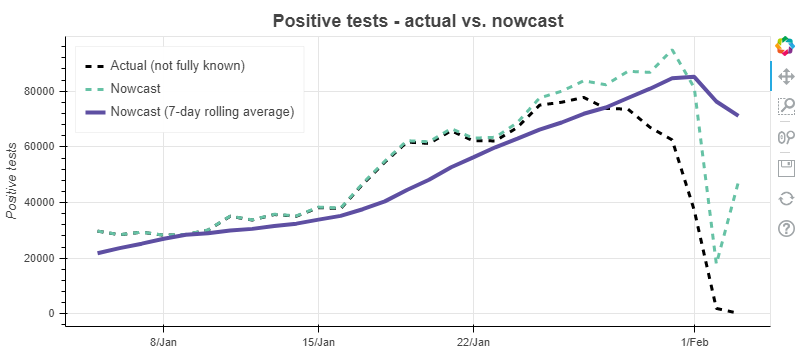 Positive tests - actual vs. nowcast
Actual (not fully known)
Nowcast
Nowcast (7-day rolling average)
Positive tests
80000
60000
40000
20000
0
8/Jan
15/Jan
22/Jan
1/Feb